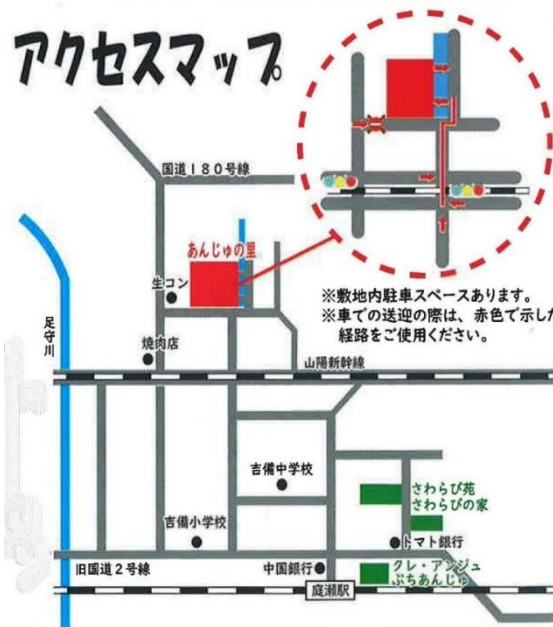 アクセスマップ
国道180号線
あんじゅの里
生コン
※敷地内駐車スペースあります。
※車での送迎の際は、赤色で示した
経路をご使用ください。
足守川
焼肉店
山陽新幹線
吉備中学校
さわらび苑
さわらびの家
吉備小学校
トマト銀行
旧国道2号線
中国銀行
クレ・アンジュ
ぷちあんじゅ
庭瀬駅